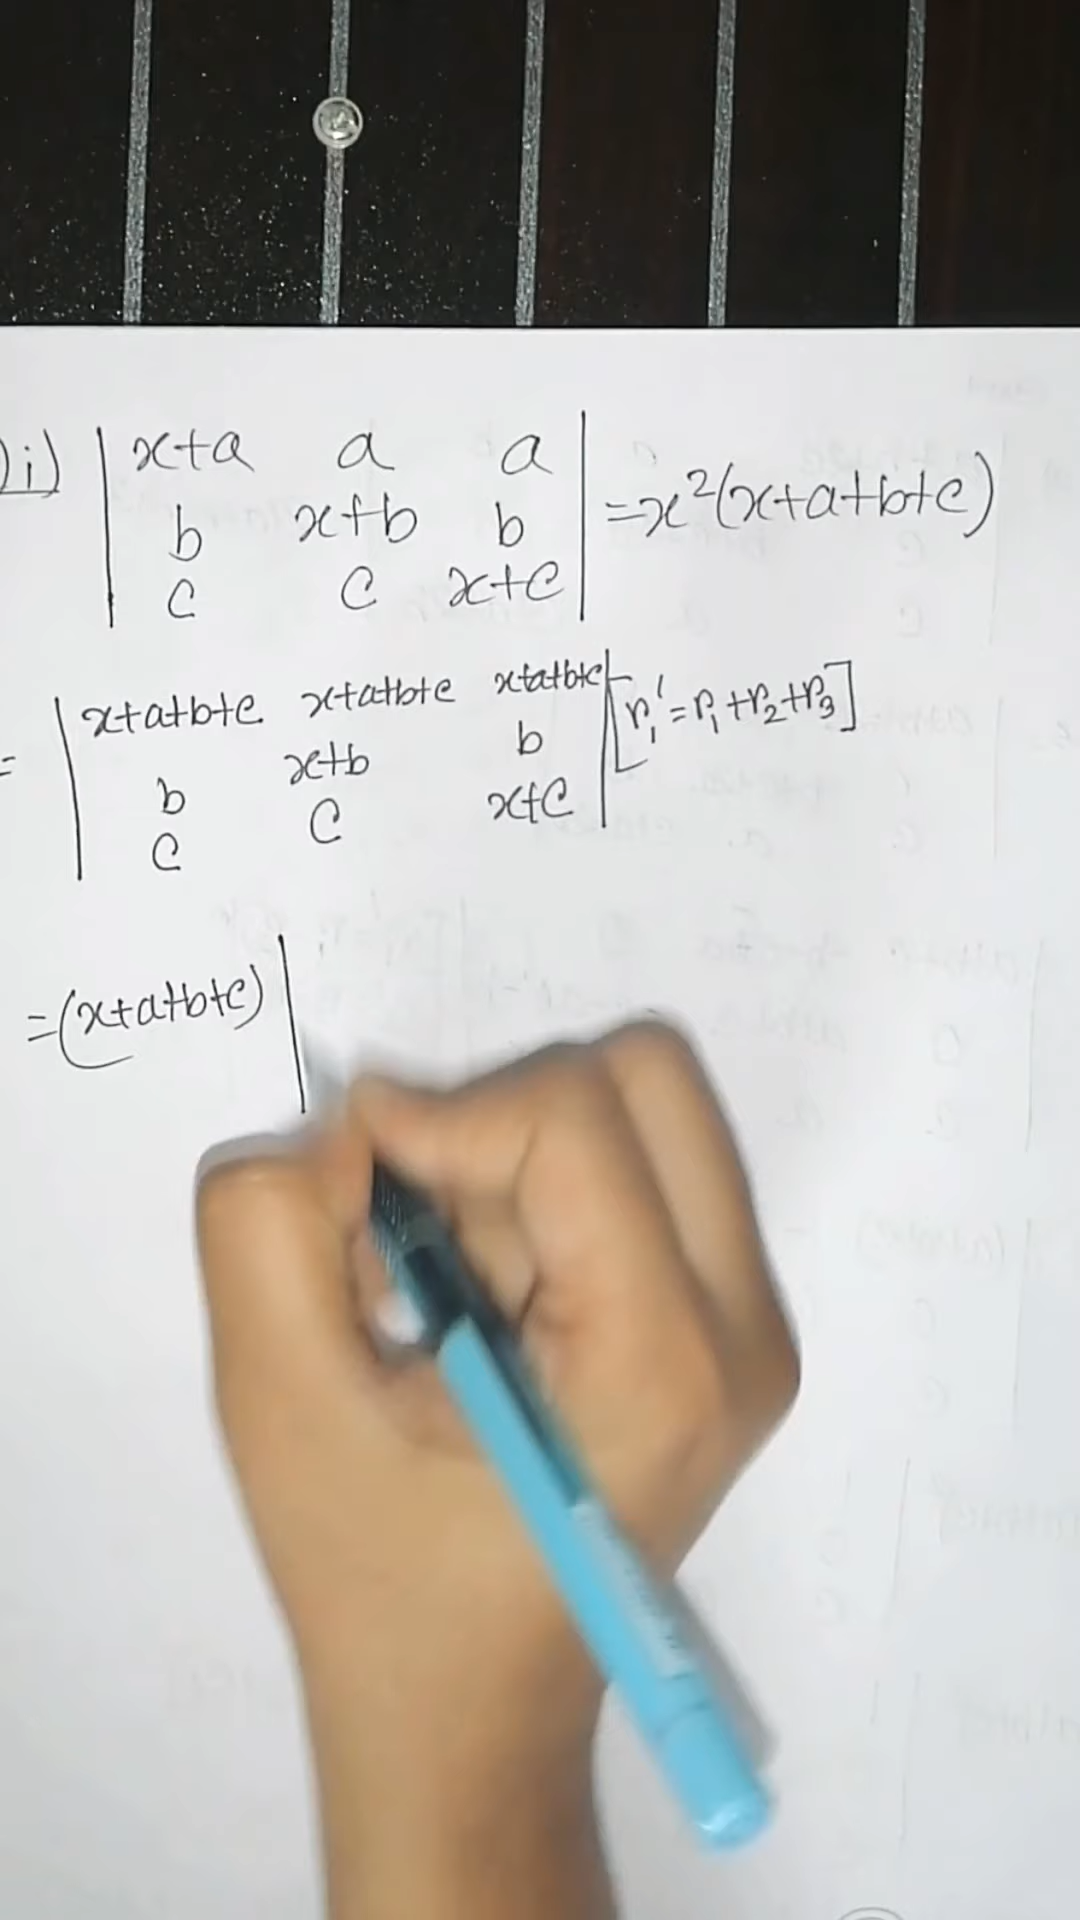 i) | x+a a a | = x²(x+a+b+c)
| b x+b b |
| c c x+c |
= | x+a+b+c x+a+b+c x+a+b+c | [r₁' = r₁+r₂+r₃]
| b x+b b |
| c c x+c |
= (x+a+b+c) |